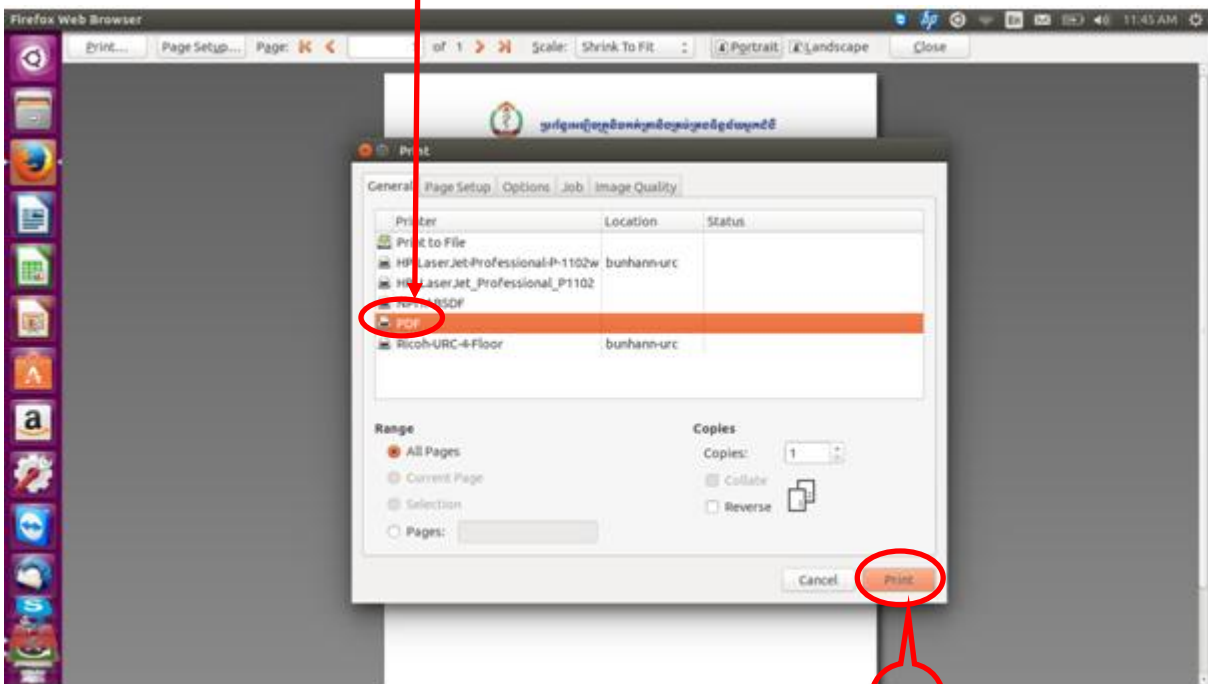 Firefox Web Browser
11:45 AM
Print... Page Setup... Page: 1 of 1 Scale: Shrink To Fit Portrait Landscape Close
Print
General Page Setup Options Job Image Quality
Printer Location Status
Print to File
HP-LaserJet-Professional-P-1102w bunhann-urc
HP-LaserJet_Professional_P1102
PDF
Ricoh-URC-4-Floor bunhann-urc
Range Copies
All Pages Copies: 1
Current Page Collate
Selection Reverse
Pages:
Cancel Print